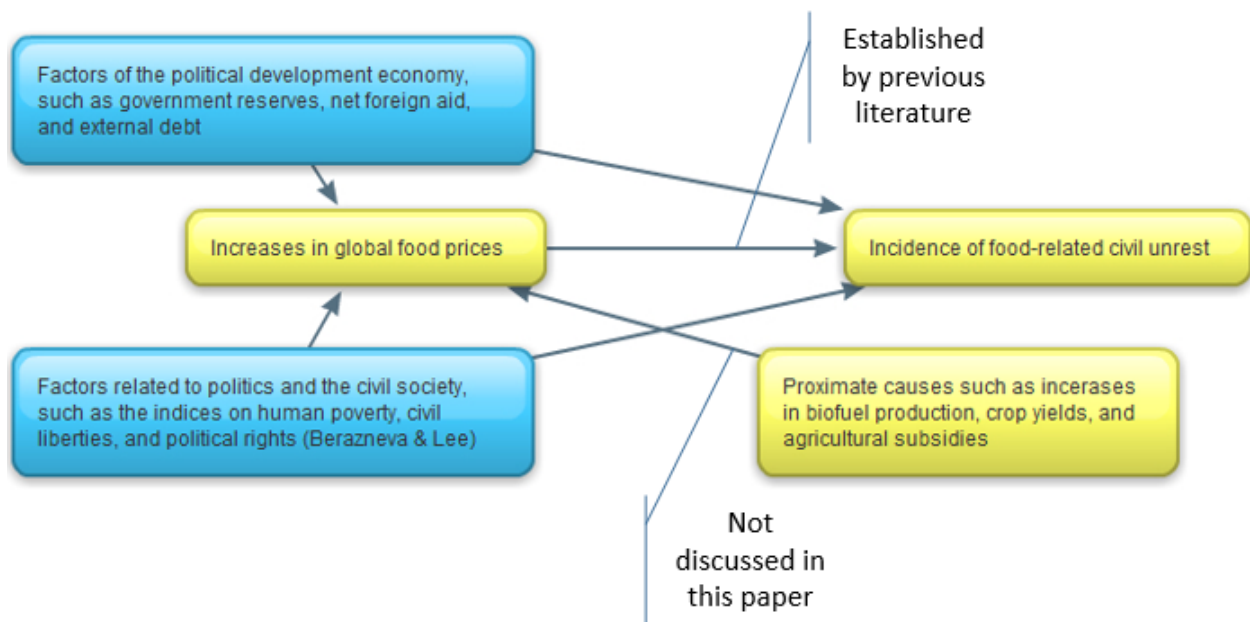 Established
by previous
literature
Factors of the political development economy,
such as government reserves, net foreign aid,
and external debt
Increases in global food prices
Incidence of food-related civil unrest
Factors related to politics and the civil society,
such as the indices on human poverty, civil
liberties, and political rights (Berazneva & Lee)
Proximate causes such as incerases
in biofuel production, crop yields, and
agricultural subsidies
Not
discussed in
this paper